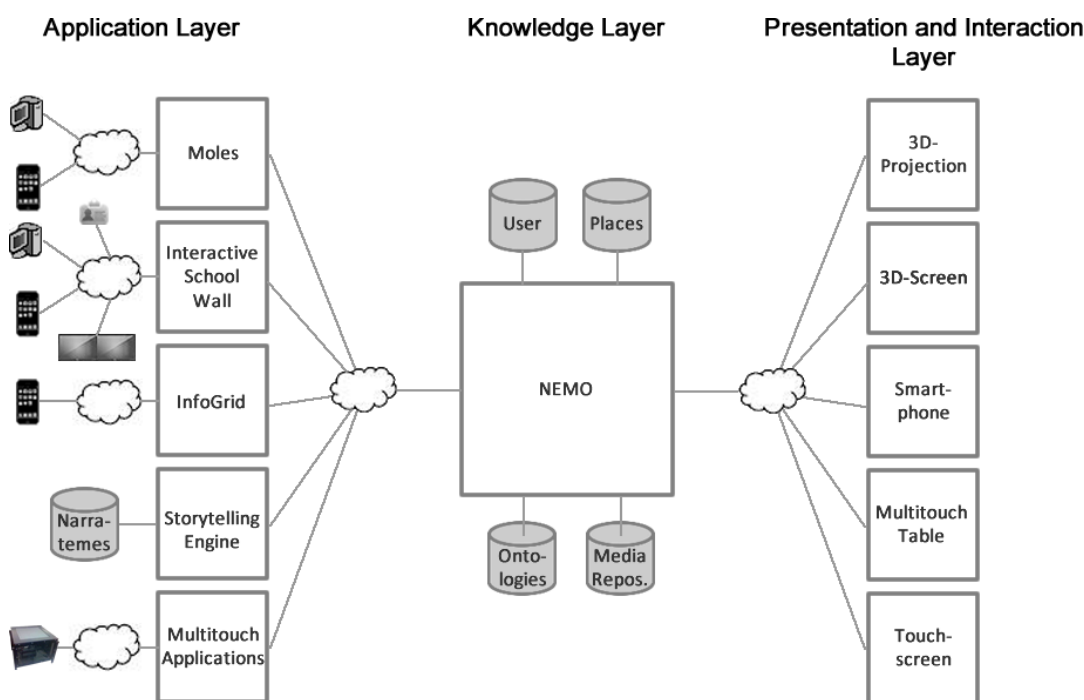 Application Layer
Knowledge Layer
Presentation and Interaction
Layer
Moles
Interactive
School
Wall
InfoGrid
Narra-
temes
Storytelling
Engine
Multitouch
Applications
User
Places
NEMO
Onto-
logies
Media
Repos.
3D-
Projection
3D-Screen
Smart-
phone
Multitouch
Table
Touch-
screen